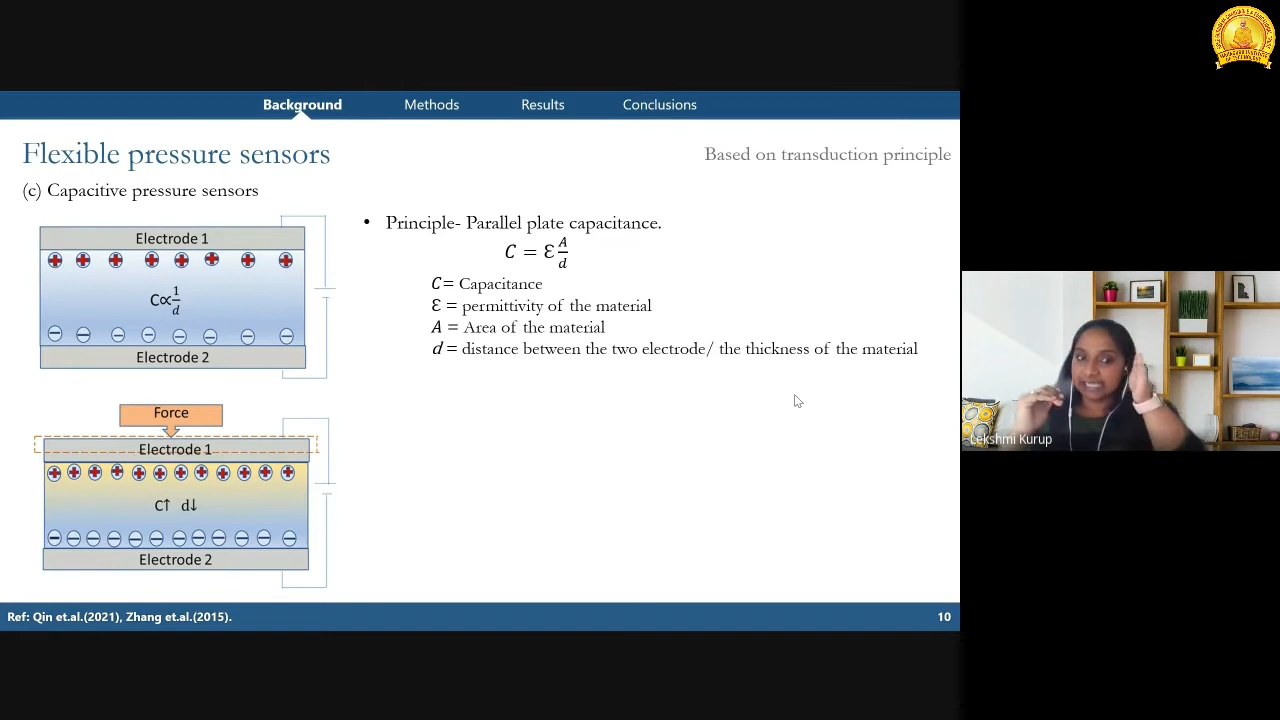 Background Methods Results Conclusions
Flexible pressure sensors
Based on transduction principle
(c) Capacitive pressure sensors
Electrode 1
C∝1/d
Electrode 2
Force
Electrode 1
C↑ d↓
Electrode 2
• Principle- Parallel plate capacitance.
C = Ɛ A/d
C= Capacitance
Ɛ = permittivity of the material
A = Area of the material
d = distance between the two electrode/ the thickness of the material
Ref: Qin et.al.(2021), Zhang et.al.(2015).
10
Lekshmi Kurup